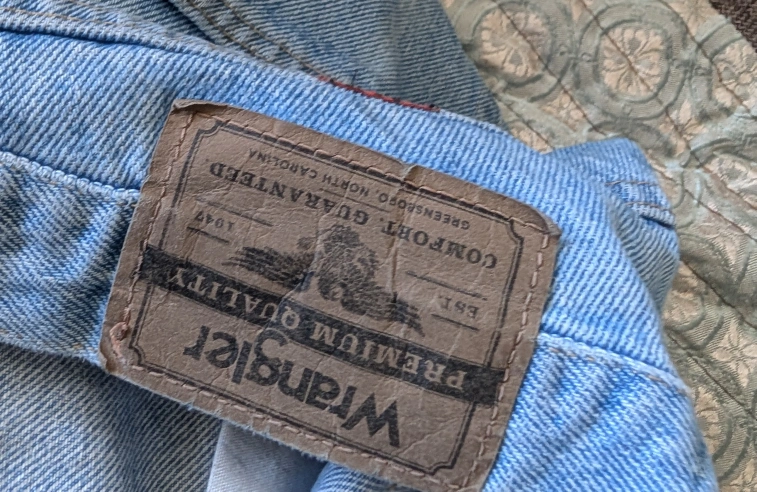 Wrangler
PREMIUM QUALITY
EST. 1947
COMFORT. GUARANTEED.
GREENSBORO, NORTH CAROLINA